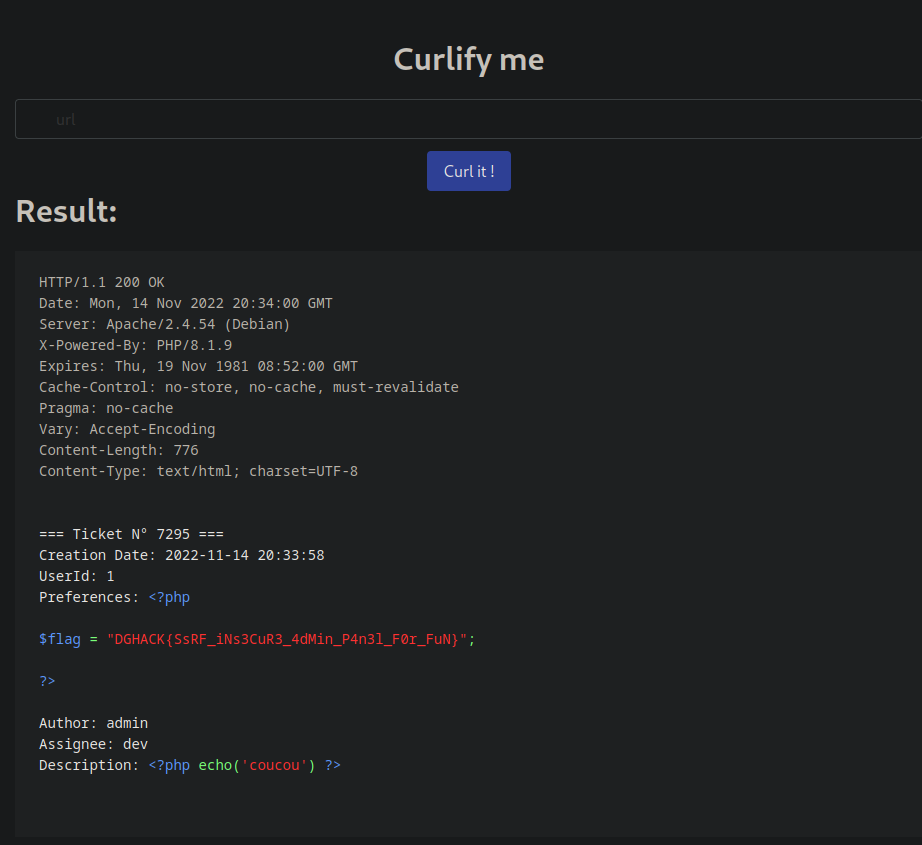 Curlify me
url
Curl it !
Result:
HTTP/1.1 200 OK
Date: Mon, 14 Nov 2022 20:34:00 GMT
Server: Apache/2.4.54 (Debian)
X-Powered-By: PHP/8.1.9
Expires: Thu, 19 Nov 1981 08:52:00 GMT
Cache-Control: no-store, no-cache, must-revalidate
Pragma: no-cache
Vary: Accept-Encoding
Content-Length: 776
Content-Type: text/html; charset=UTF-8
=== Ticket N° 7295 ===
Creation Date: 2022-11-14 20:33:58
UserId: 1
Preferences: <?php
$flag = "DGHACK{SsRF_iNs3CuR3_4dMin_P4n3l_F0r_FuN}";
?>
Author: admin
Assignee: dev
Description: <?php echo('coucou') ?>